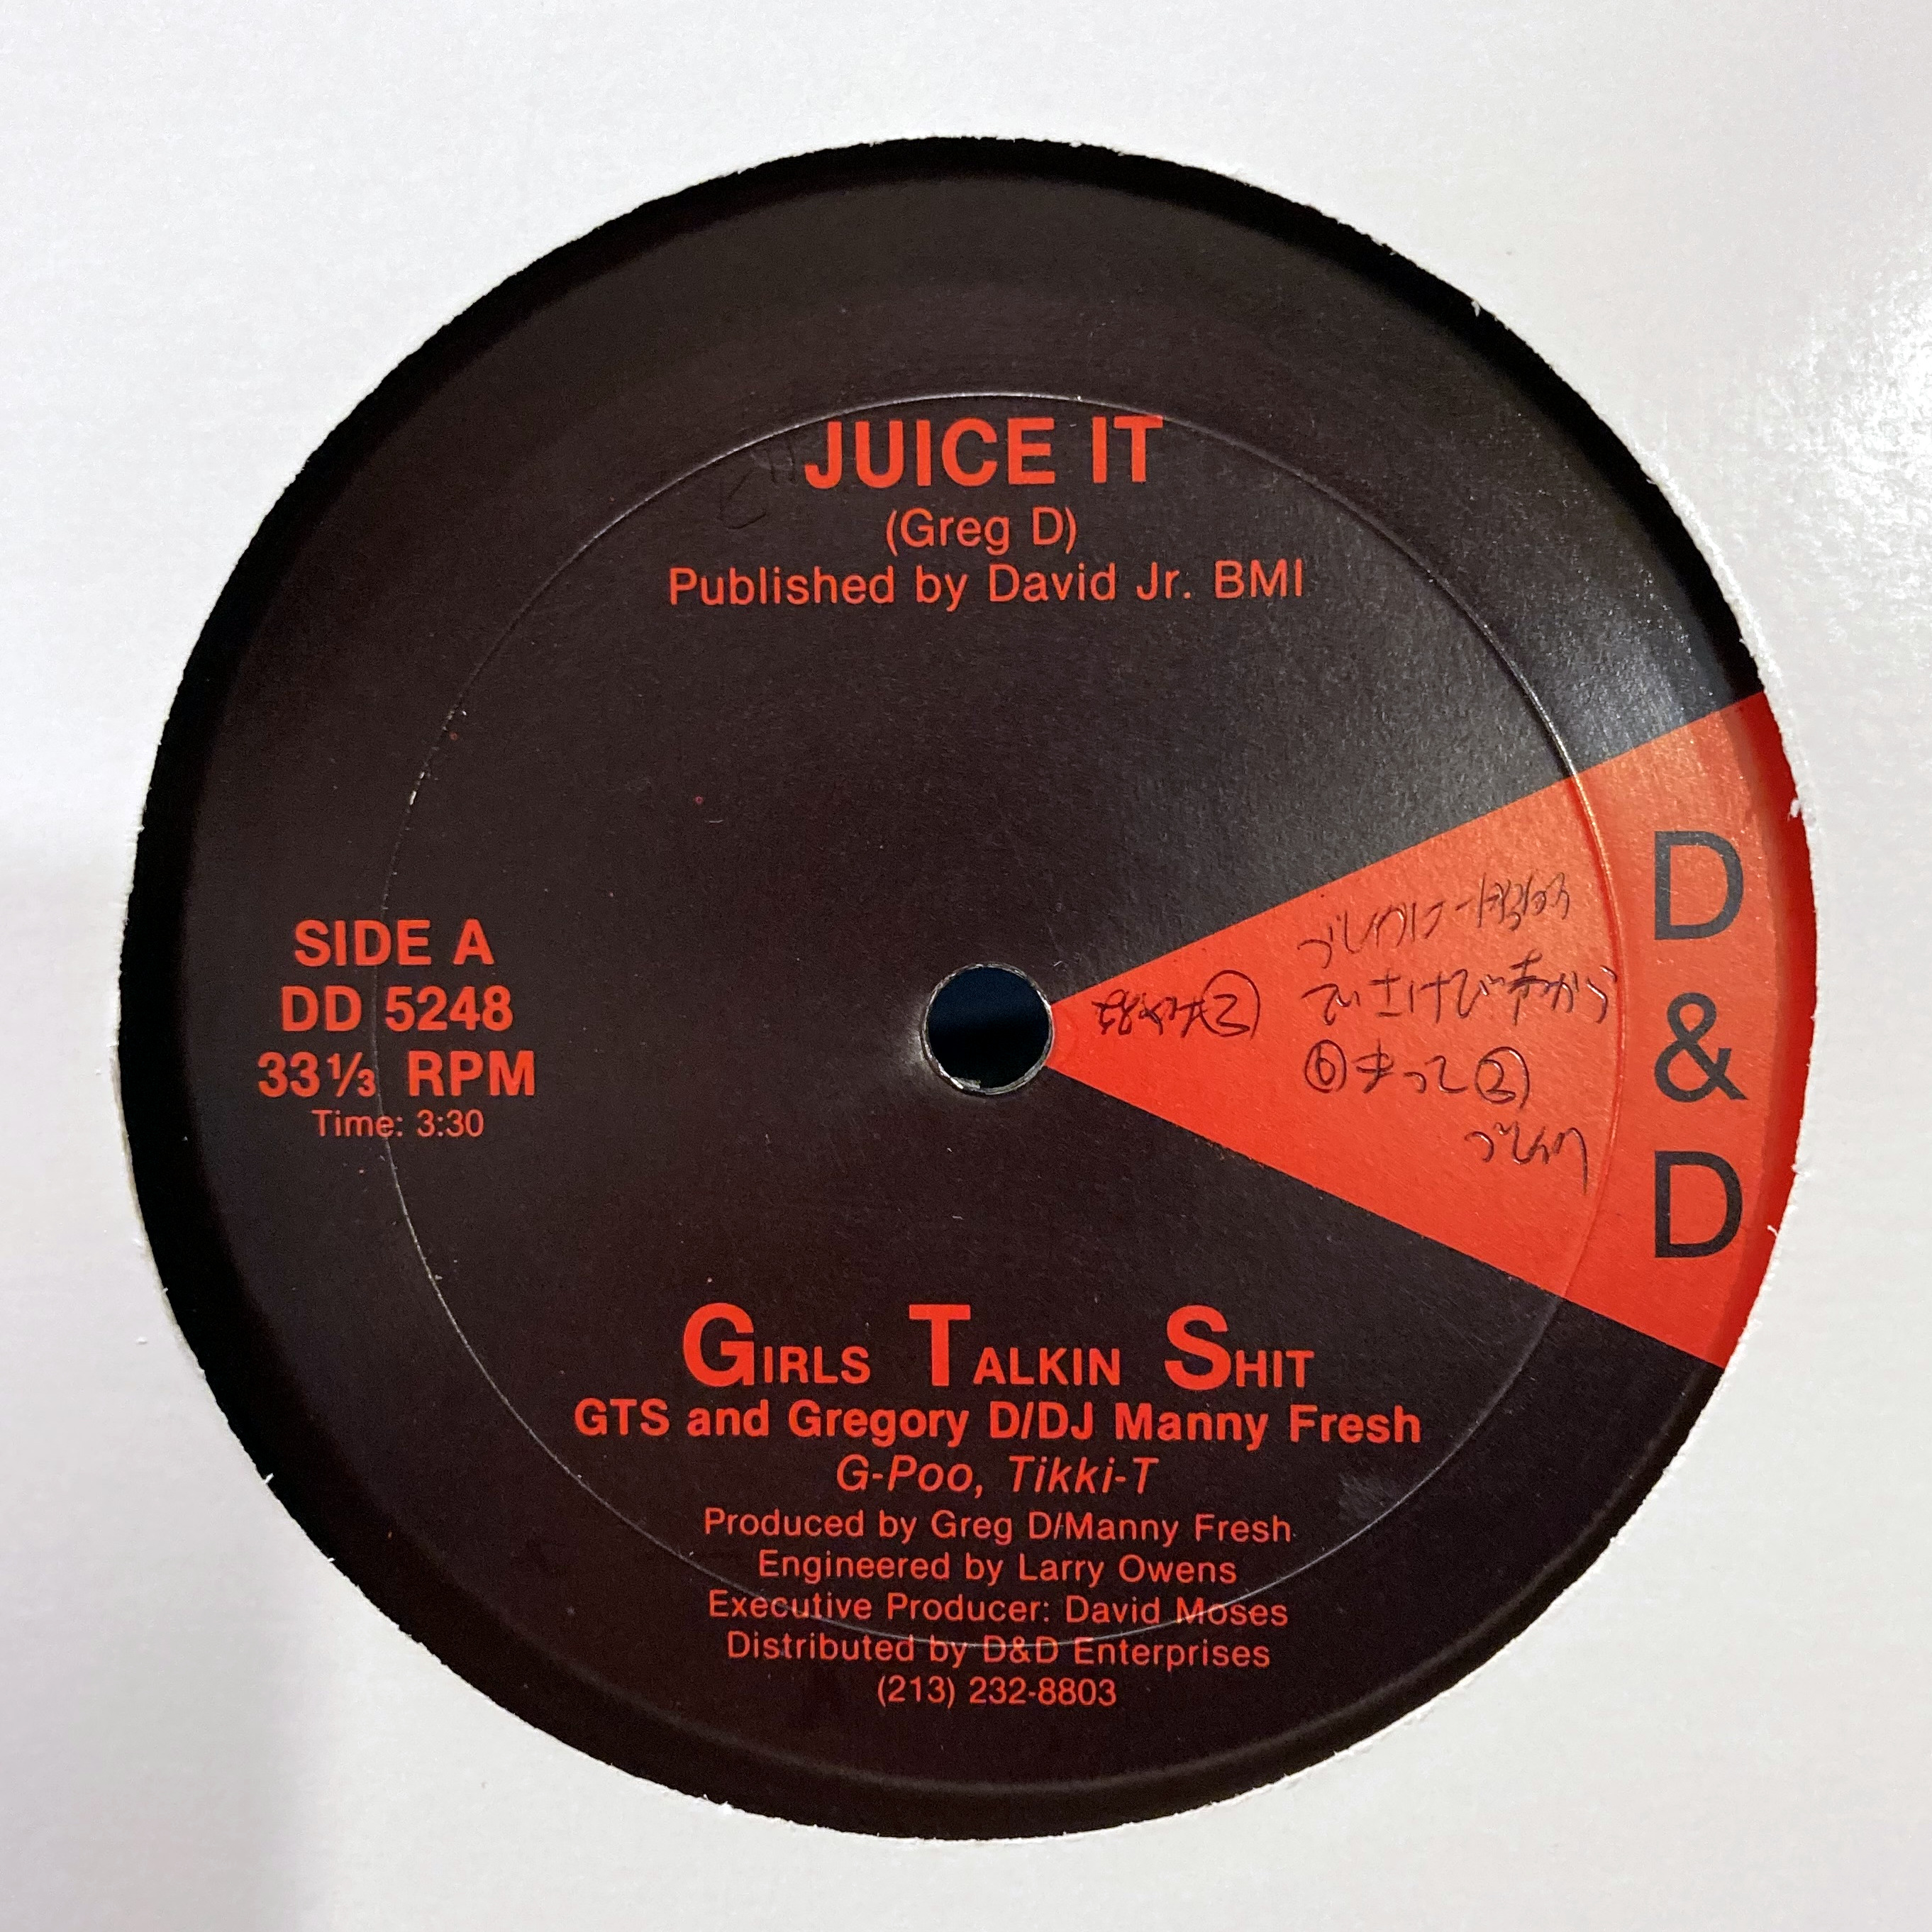 JUICE IT
(Greg D)
Published by David Jr. BMI
SIDE A
DD 5248
33⅓ RPM
Time: 3:30
D
&
D
GIRLS TALKIN SHIT
GTS and Gregory D/DJ Manny Fresh
G-Poo, Tikki-T
Produced by Greg D/Manny Fresh
Engineered by Larry Owens
Executive Producer: David Moses
Distributed by D&D Enterprises
(213) 232-8803